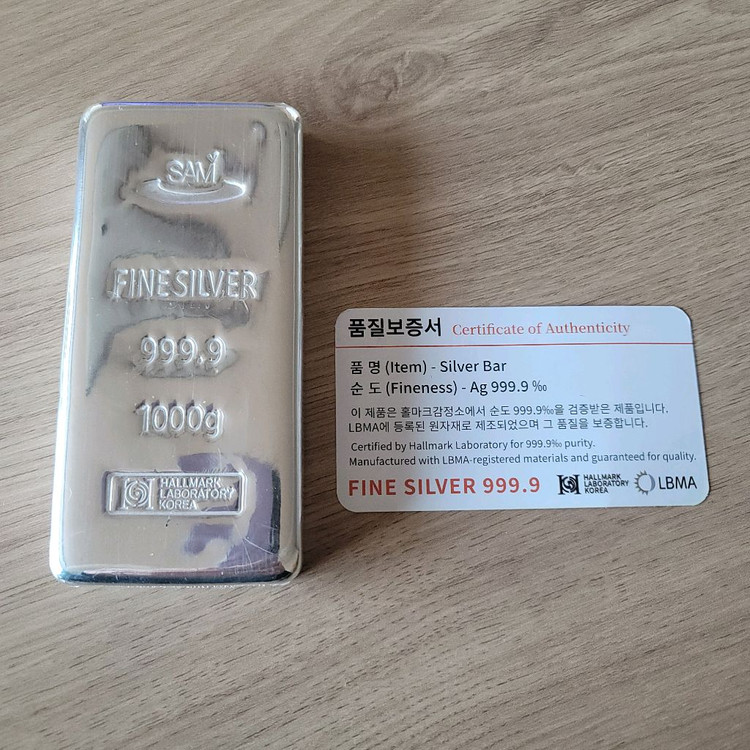 SAM
FINE SILVER
999.9
1000g
HALLMARK
LABORATORY
KOREA
품질보증서 Certificate of Authenticity
품 명 (Item) - Silver Bar
순 도 (Fineness) - Ag 999.9 ‰
이 제품은 홀마크감정소에서 순도 999.9‰을 검증받은 제품입니다.
LBMA에 등록된 원자재로 제조되었으며 그 품질을 보증합니다.
Certified by Hallmark Laboratory for 999.9‰ purity.
Manufactured with LBMA-registered materials and guaranteed for quality.
FINE SILVER 999.9
HALLMARK
LABORATORY
KOREA
LBMA